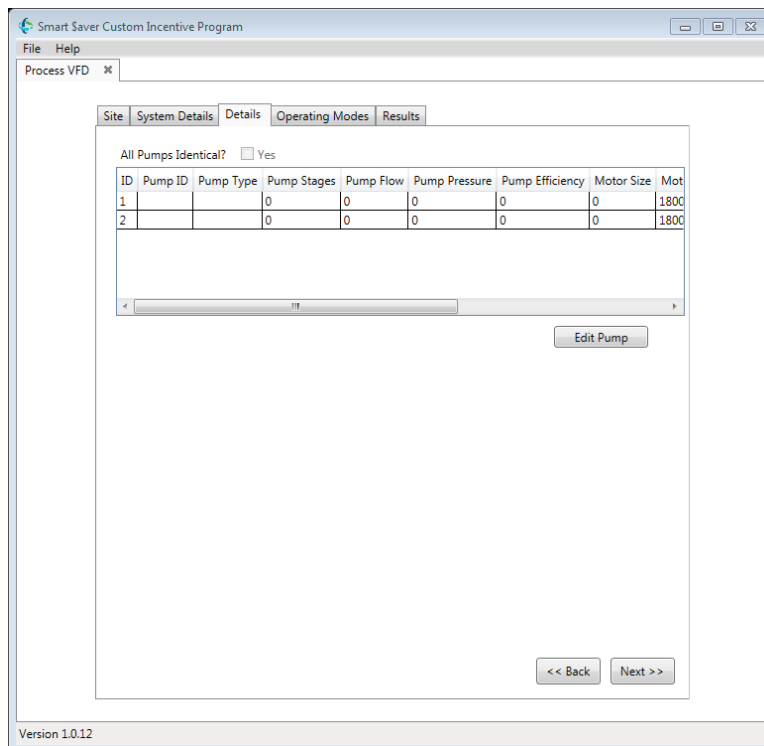 Smart $aver Custom Incentive Program
File Help
Process VFD
Site System Details Details Operating Modes Results
All Pumps Identical? Yes
ID Pump ID Pump Type Pump Stages Pump Flow Pump Pressure Pump Efficiency Motor Size Mot
1 0 0 0 0 0 1800
2 0 0 0 0 0 1800
Edit Pump
<< Back Next >>
Version 1.0.12